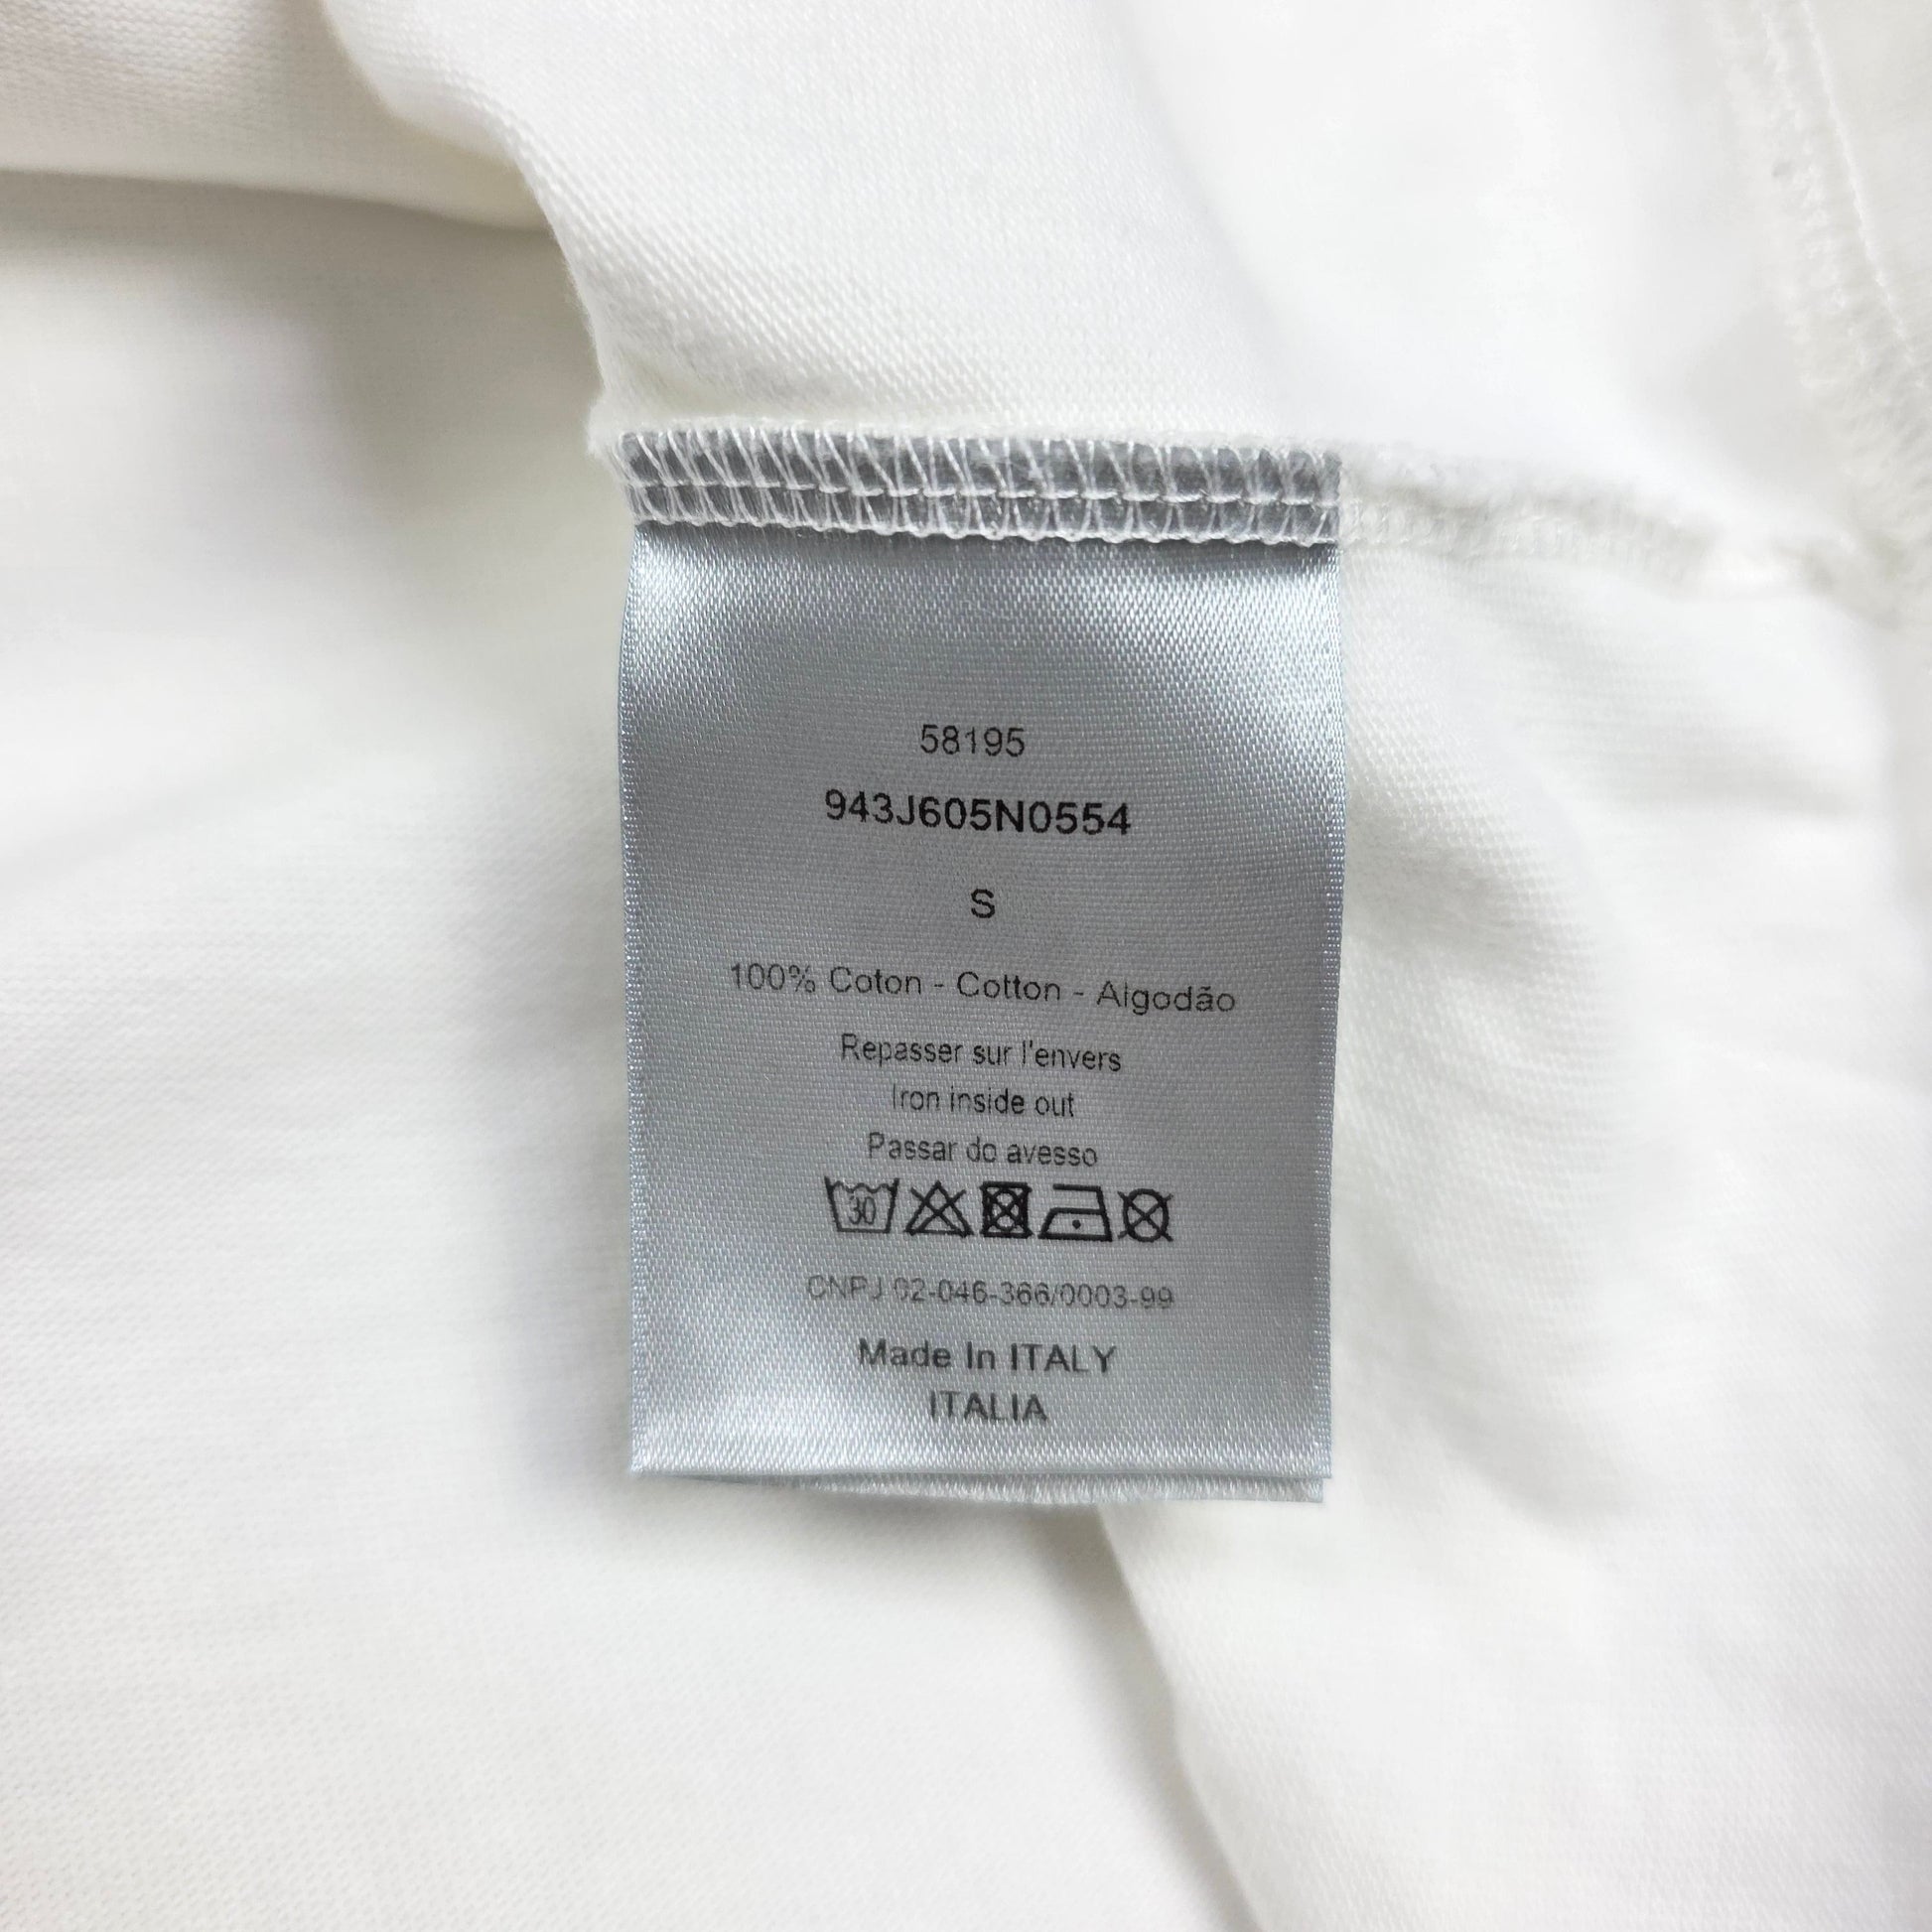 58195
943J605N0554
S
100% Coton - Cotton - Algodão
Repasser sur l'envers
Iron inside out
Passar do avesso
30
CNPJ 02-046-366/0003-99
Made In ITALY
ITALIA